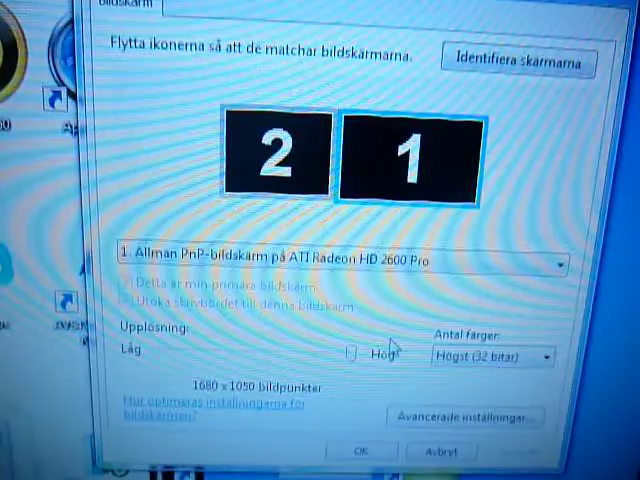 Bildskärm
Flytta ikonerna så att de matchar bildskärmarna.
Identifiera skärmarna
2
1
1. Allmän PnP-bildskärm på ATI Radeon HD 2600 Pro
Detta är min primära bildskärm
Utöka skrivbordet till denna bildskärm
Upplösning:
Låg
Hög
1680 x 1050 bildpunkter
Antal färger:
Högst (32 bitar)
Hur optimeras inställningarna för
bildskärmen?
Avancerade inställningar...
OK
Avbryt